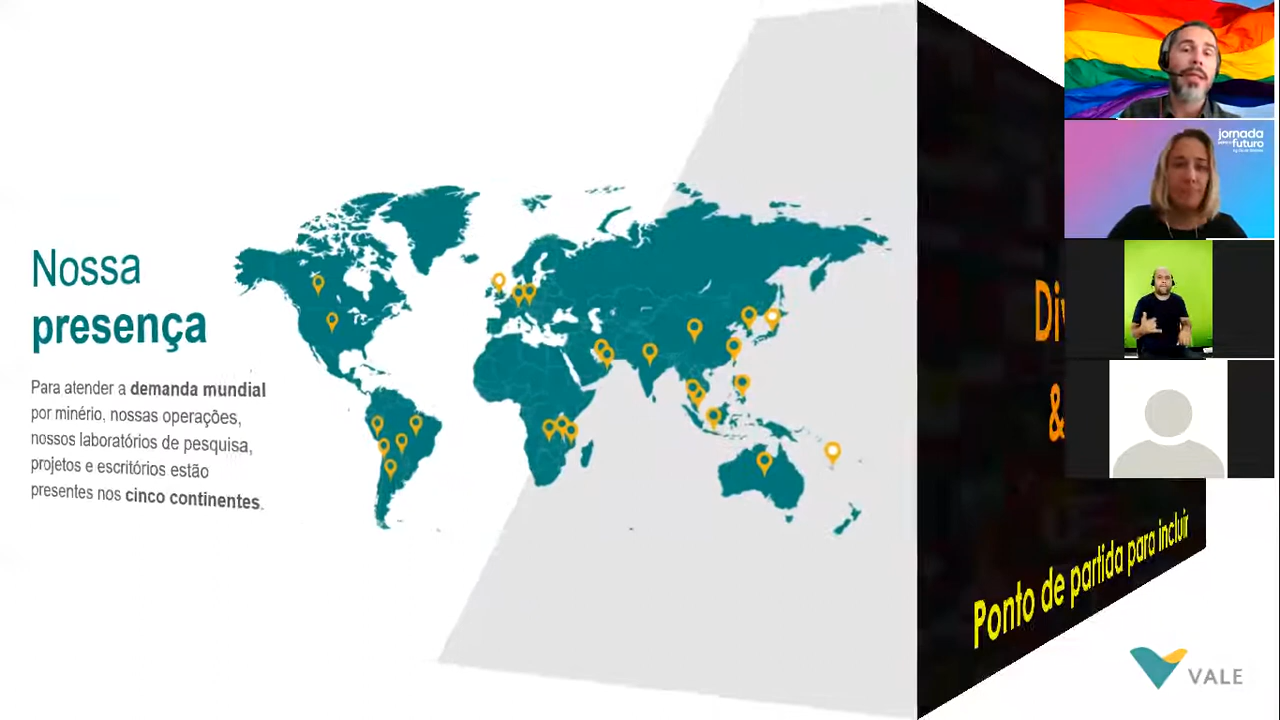 Nossa
presença
Para atender a demanda mundial
por minério, nossas operações,
nossos laboratórios de pesquisa,
projetos e escritórios estão
presentes nos cinco continentes.
Di
&
Ponto de partida para incluir
VALE
jornada
futuro